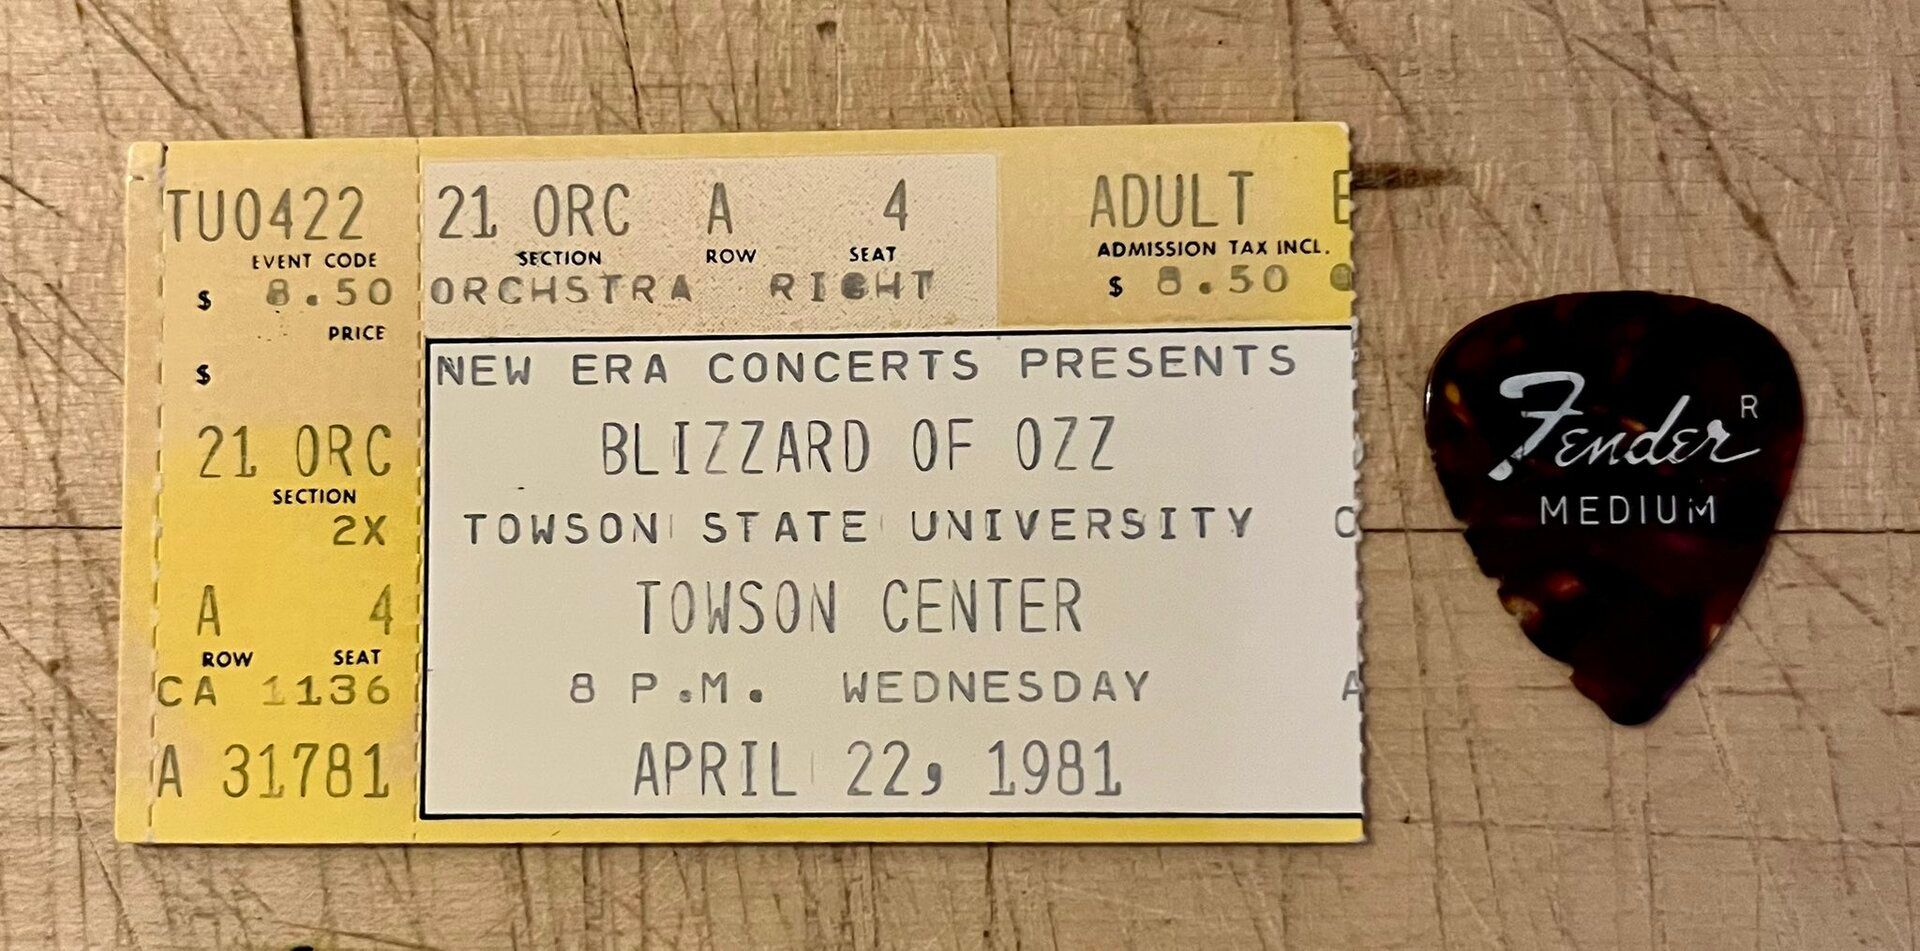 TU0422
EVENT CODE
$ 8.50
PRICE
$
21 ORC
SECTION
2X
A 4
ROW SEAT
CA 1136
A 31781
21 ORC A 4
SECTION ROW SEAT
ORCHSTRA RIGHT
ADULT
ADMISSION TAX INCL.
$ 8.50
NEW ERA CONCERTS PRESENTS
BLIZZARD OF OZZ
TOWSON STATE UNIVERSITY
TOWSON CENTER
8 P.M. WEDNESDAY
APRIL 22, 1981
Fender R
MEDIUM